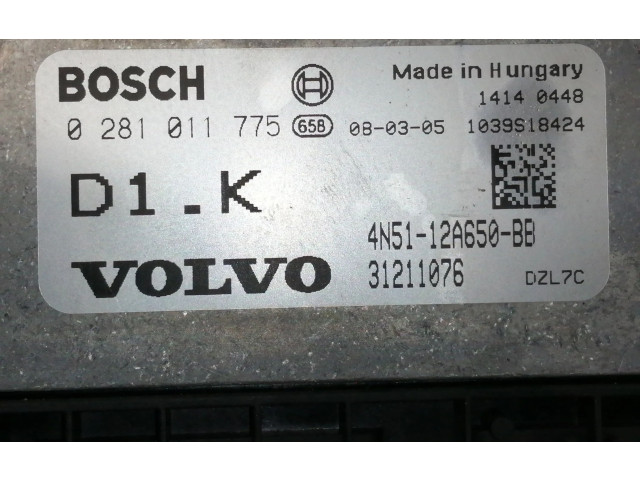 BOSCH Made in Hungary
1414 0448
0 281 011 775 65B 08-03-05 1039S18424
D1.K
4N51-12A650-BB
VOLVO 31211076 DZL7C